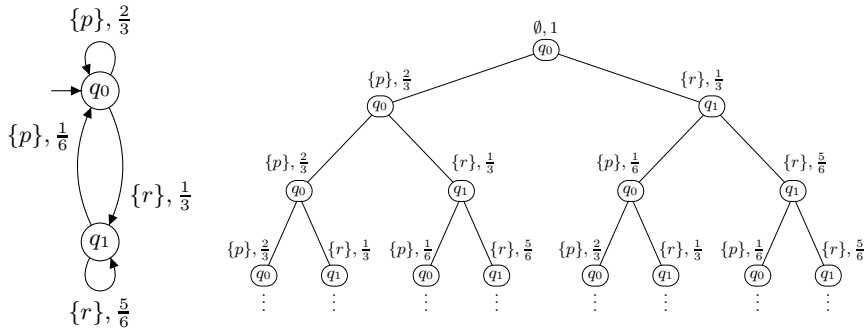 {p}, 2/3
q0
{p}, 1/6
{r}, 1/3
q1
{r}, 5/6
∅, 1
q0
{p}, 2/3 {r}, 1/3
q0 q1
{p}, 2/3 {r}, 1/3 {p}, 1/6 {r}, 5/6
q0 q1 q0 q1
{p}, 2/3 {r}, 1/3 {p}, 1/6 {r}, 5/6 {p}, 2/3 {r}, 1/3 {p}, 1/6 {r}, 5/6
q0 q1 q0 q1 q0 q1 q0 q1
⋮ ⋮ ⋮ ⋮ ⋮ ⋮ ⋮ ⋮